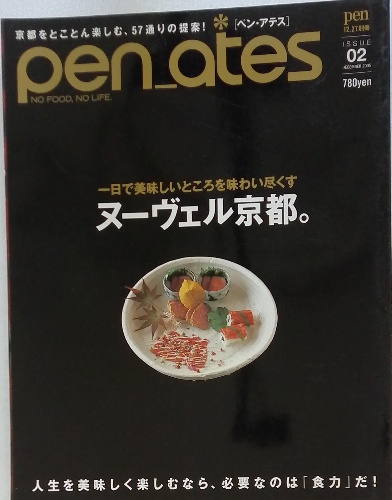 京都をとことん楽しむ、57通りの提案!
[ペン・アテス]
pen_ates
NO FOOD, NO LIFE.
pen
ISSUE
02
780yen
一日で美味しいところを味わい尽くす
ヌーヴェル京都。
人生を美味しく楽しむなら、必要なのは「食力」だ!